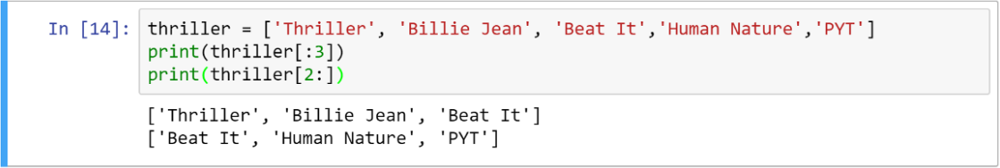 In [14]: thriller = ['Thriller', 'Billie Jean', 'Beat It','Human Nature','PYT']
print(thriller[:3])
print(thriller[2:])
['Thriller', 'Billie Jean', 'Beat It']
['Beat It', 'Human Nature', 'PYT']